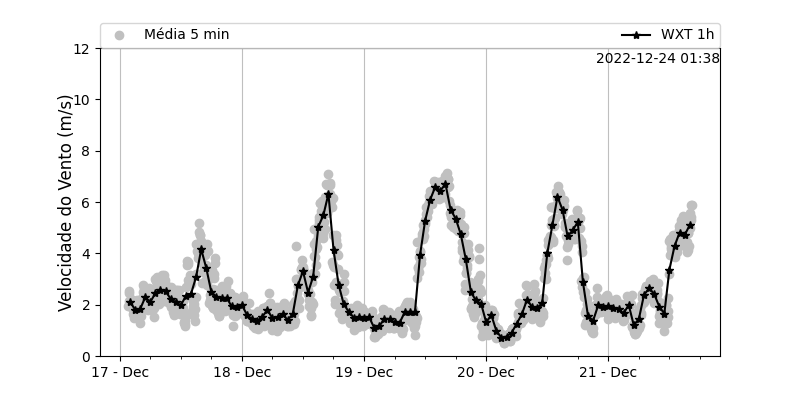 Média 5 min
WXT 1h
2022-12-24 01:38
Velocidade do Vento (m/s)
12
10
8
6
4
2
0
17 - Dec
18 - Dec
19 - Dec
20 - Dec
21 - Dec